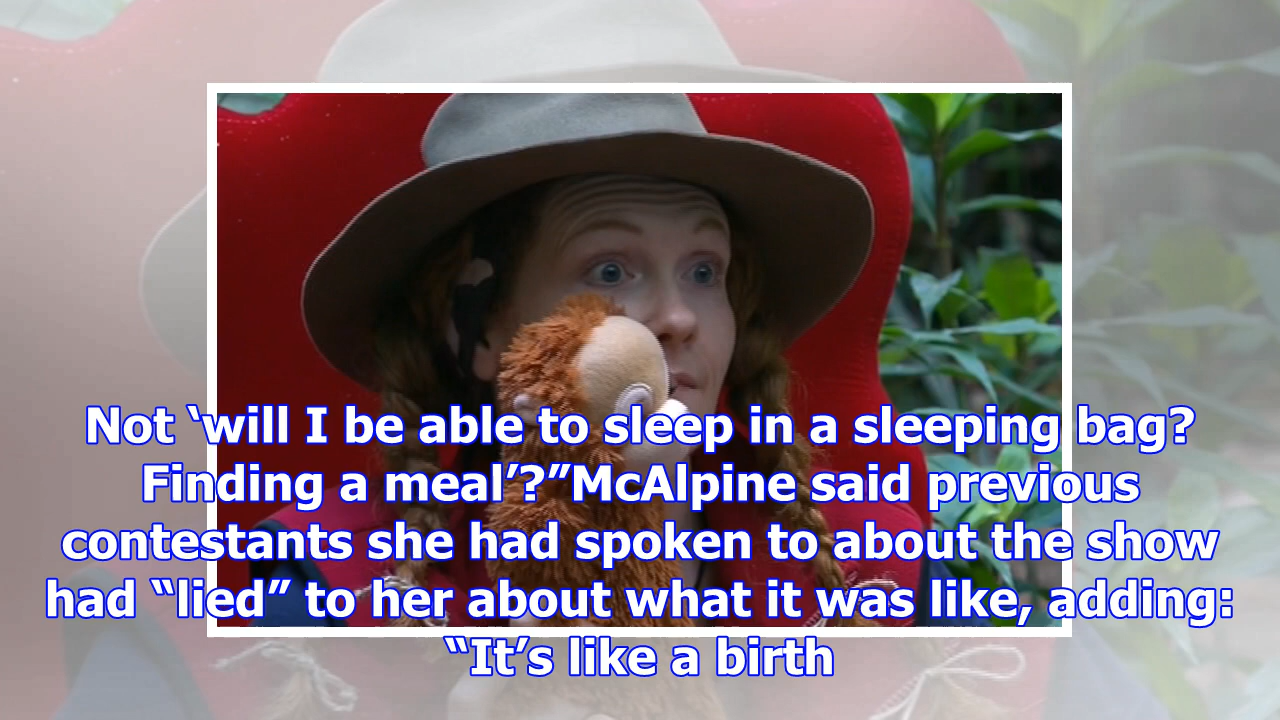 Not ‘will I be able to sleep in a sleeping bag?
Finding a meal’?”McAlpine said previous
contestants she had spoken to about the show
had “lied” to her about what it was like, adding:
“It’s like a birth